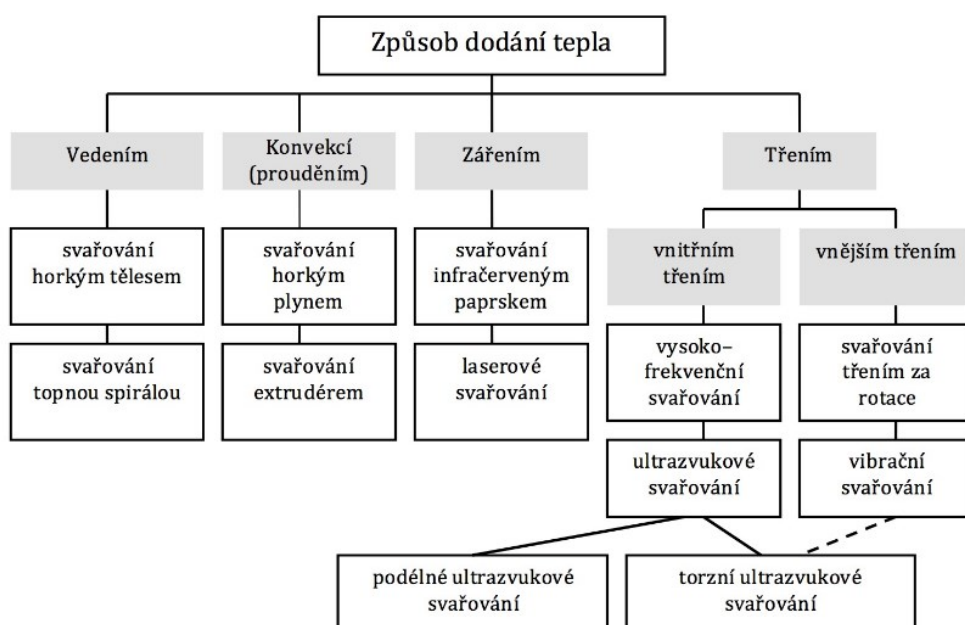 Způsob dodání tepla
Vedením
Konvekcí
(prouděním)
Zářením
Třením
svařování
horkým tělesem
svařování
horkým
plynem
svařování
infračerveným
paprskem
vnitřním
třením
vnějším třením
svařování
topnou spirálou
svařování
extrudérem
laserové
svařování
vysoko–
frekvenční
svařování
svařování
třením za
rotace
ultrazvukové
svařování
vibrační
svařování
podélné ultrazvukové
svařování
torzní ultrazvukové
svařování